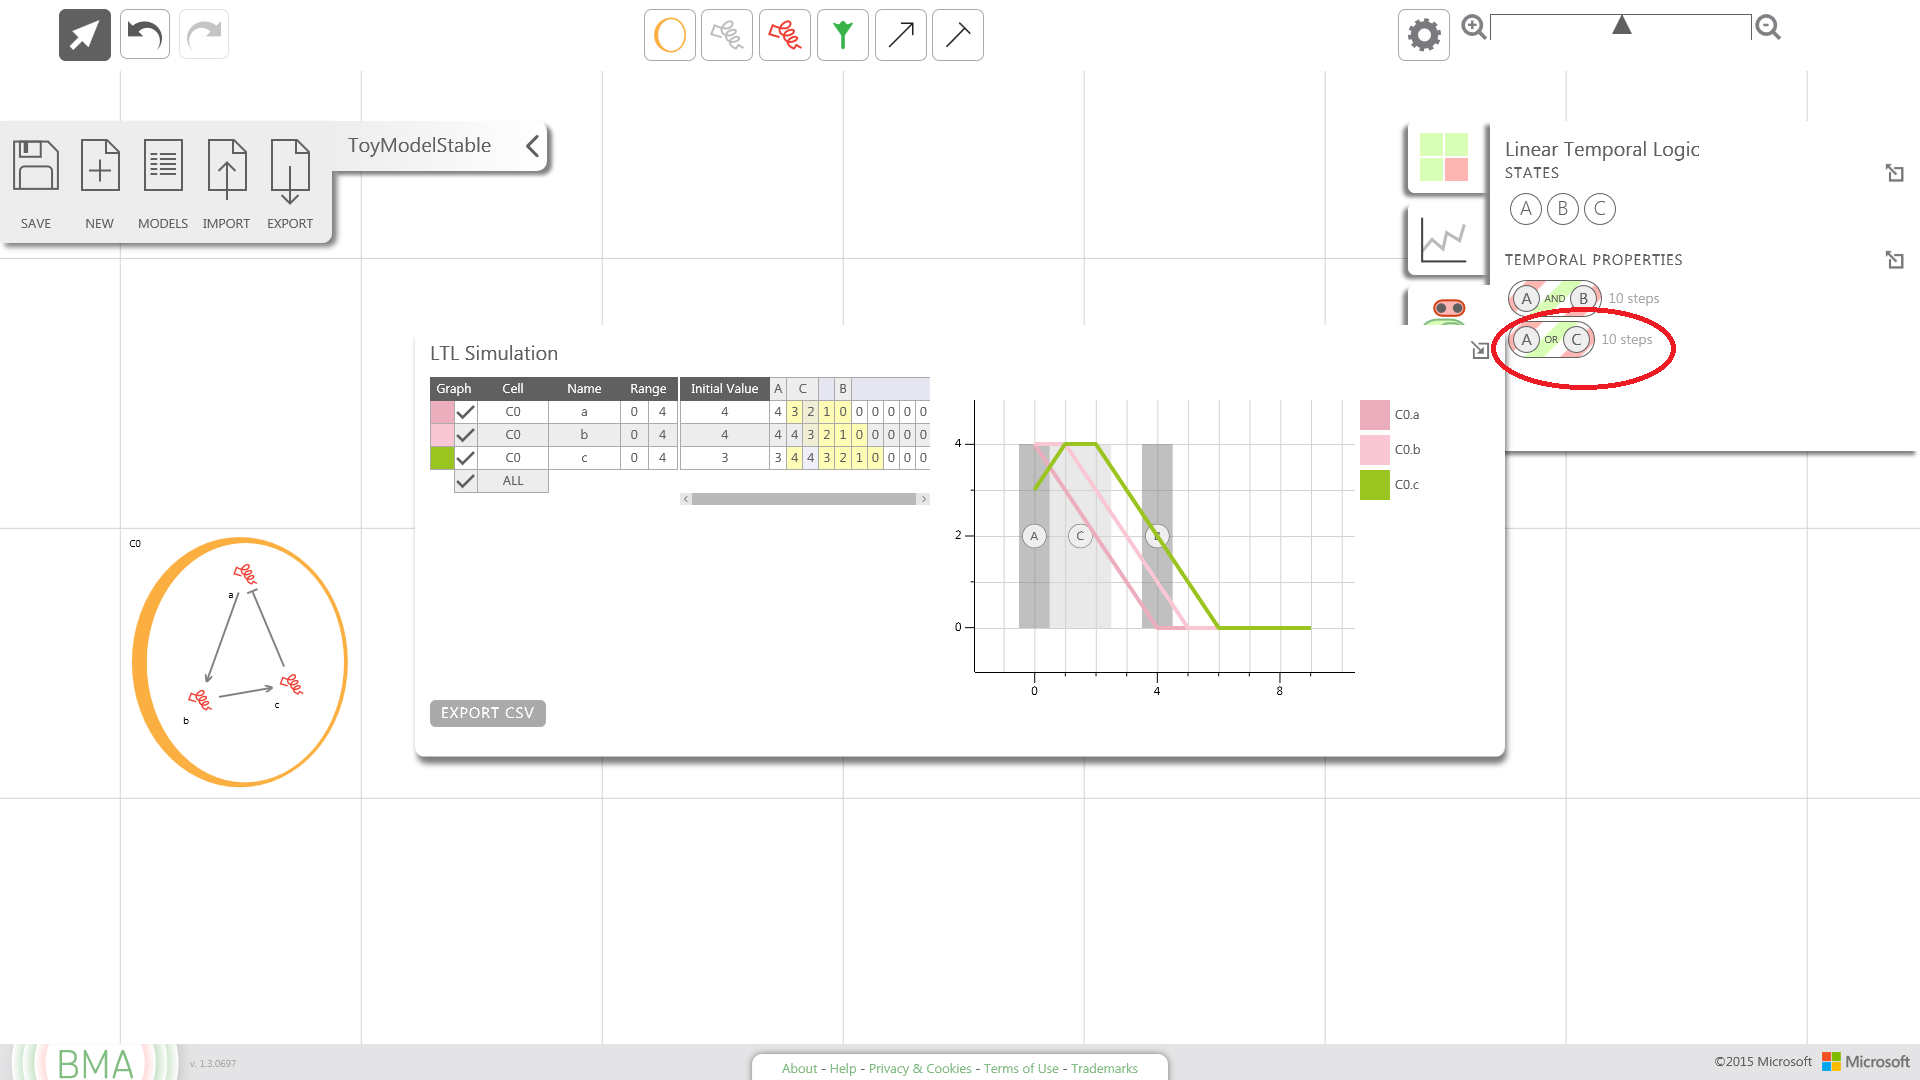 ToyModelStable
SAVE NEW MODELS IMPORT EXPORT
Linear Temporal Logic
STATES
A B C
TEMPORAL PROPERTIES
A AND B 10 steps
A OR C 10 steps
LTL Simulation
Graph Cell Name Range Initial Value A C B
C0 a 0 4 4 4 3 2 1 0 0 0 0 0 0
C0 b 0 4 4 4 4 3 2 1 0 0 0 0 0
C0 c 0 4 3 3 4 4 3 2 1 0 0 0 0
ALL
4
2
0
A C
0 4 8
C0.a
C0.b
C0.c
EXPORT CSV
C0
a
b
c
BMA
v. 1.3.0697
About - Help - Privacy & Cookies - Terms of Use - Trademarks
©2015 Microsoft Microsoft